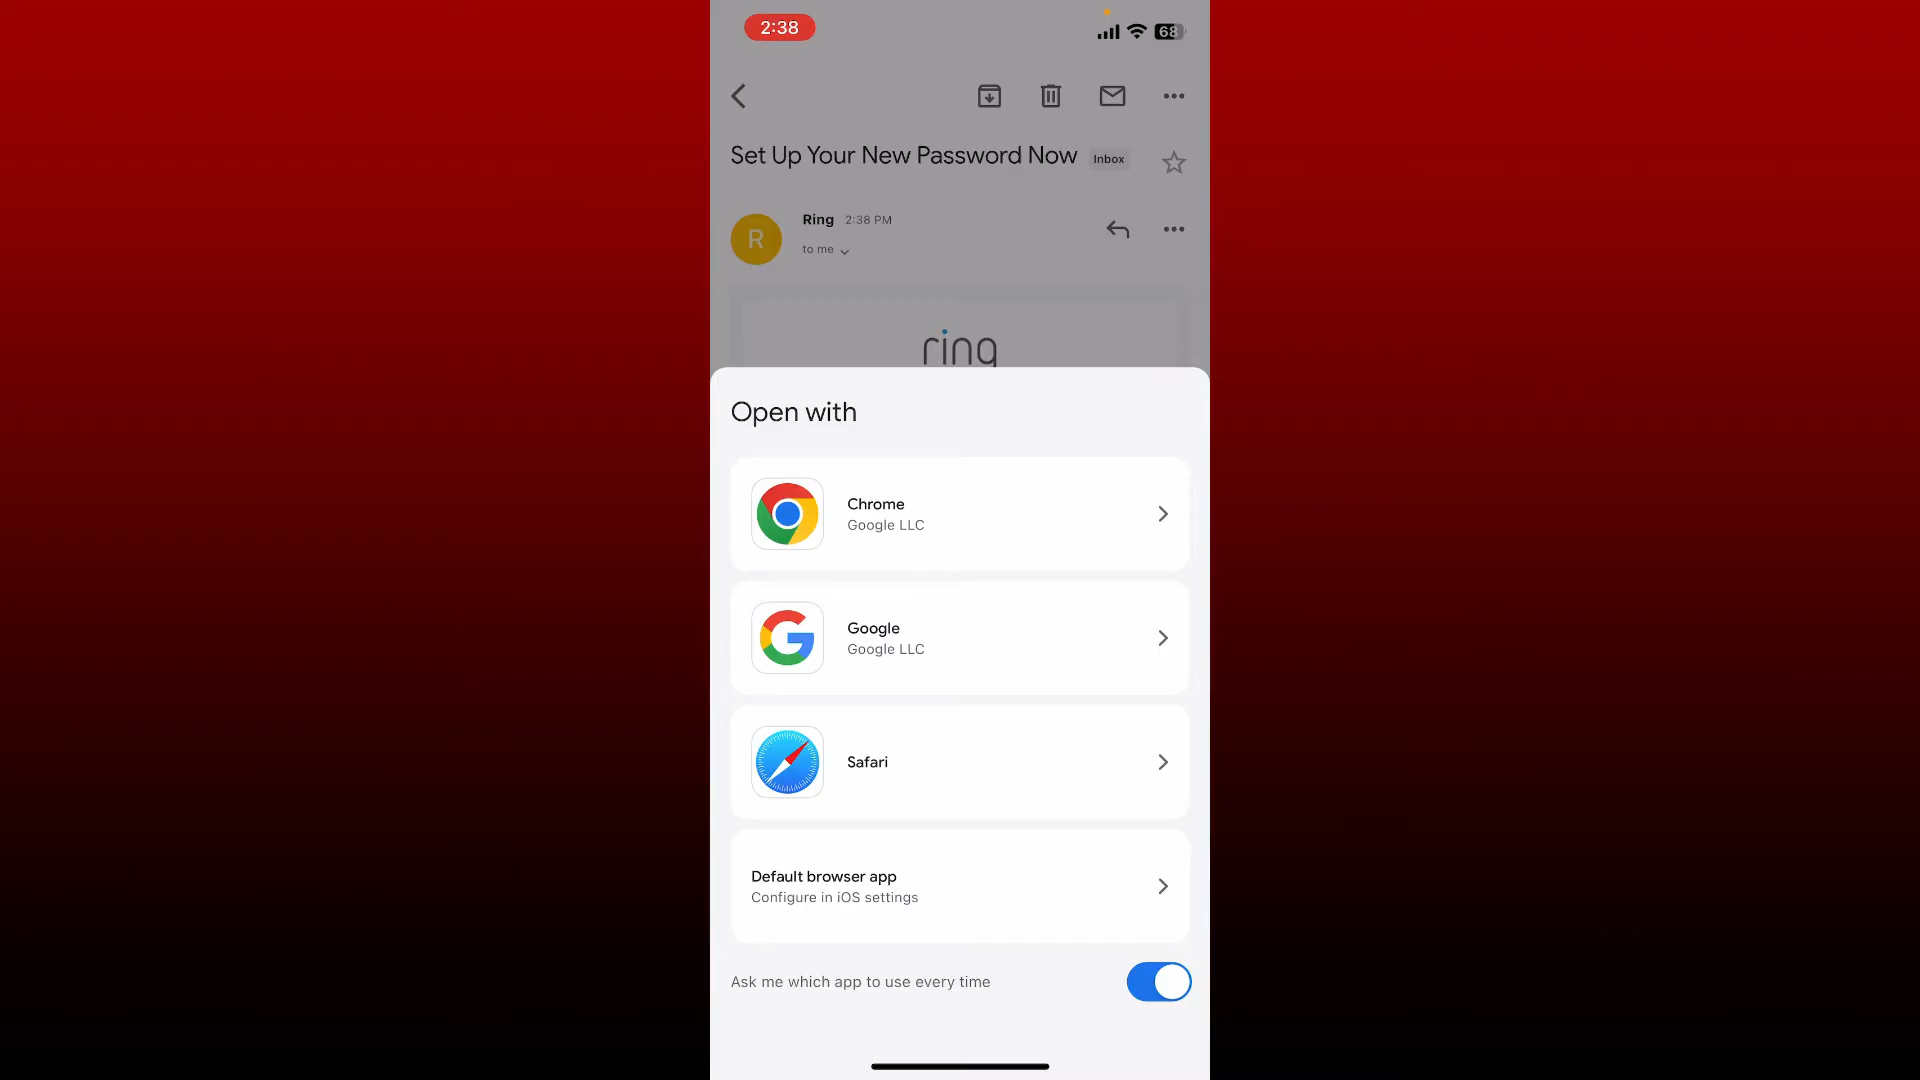 2:38
68
Set Up Your New Password Now Inbox
R
Ring 2:38 PM
to me
ring
Open with
Chrome
Google LLC
Google
Google LLC
Safari
Default browser app
Configure in iOS settings
Ask me which app to use every time